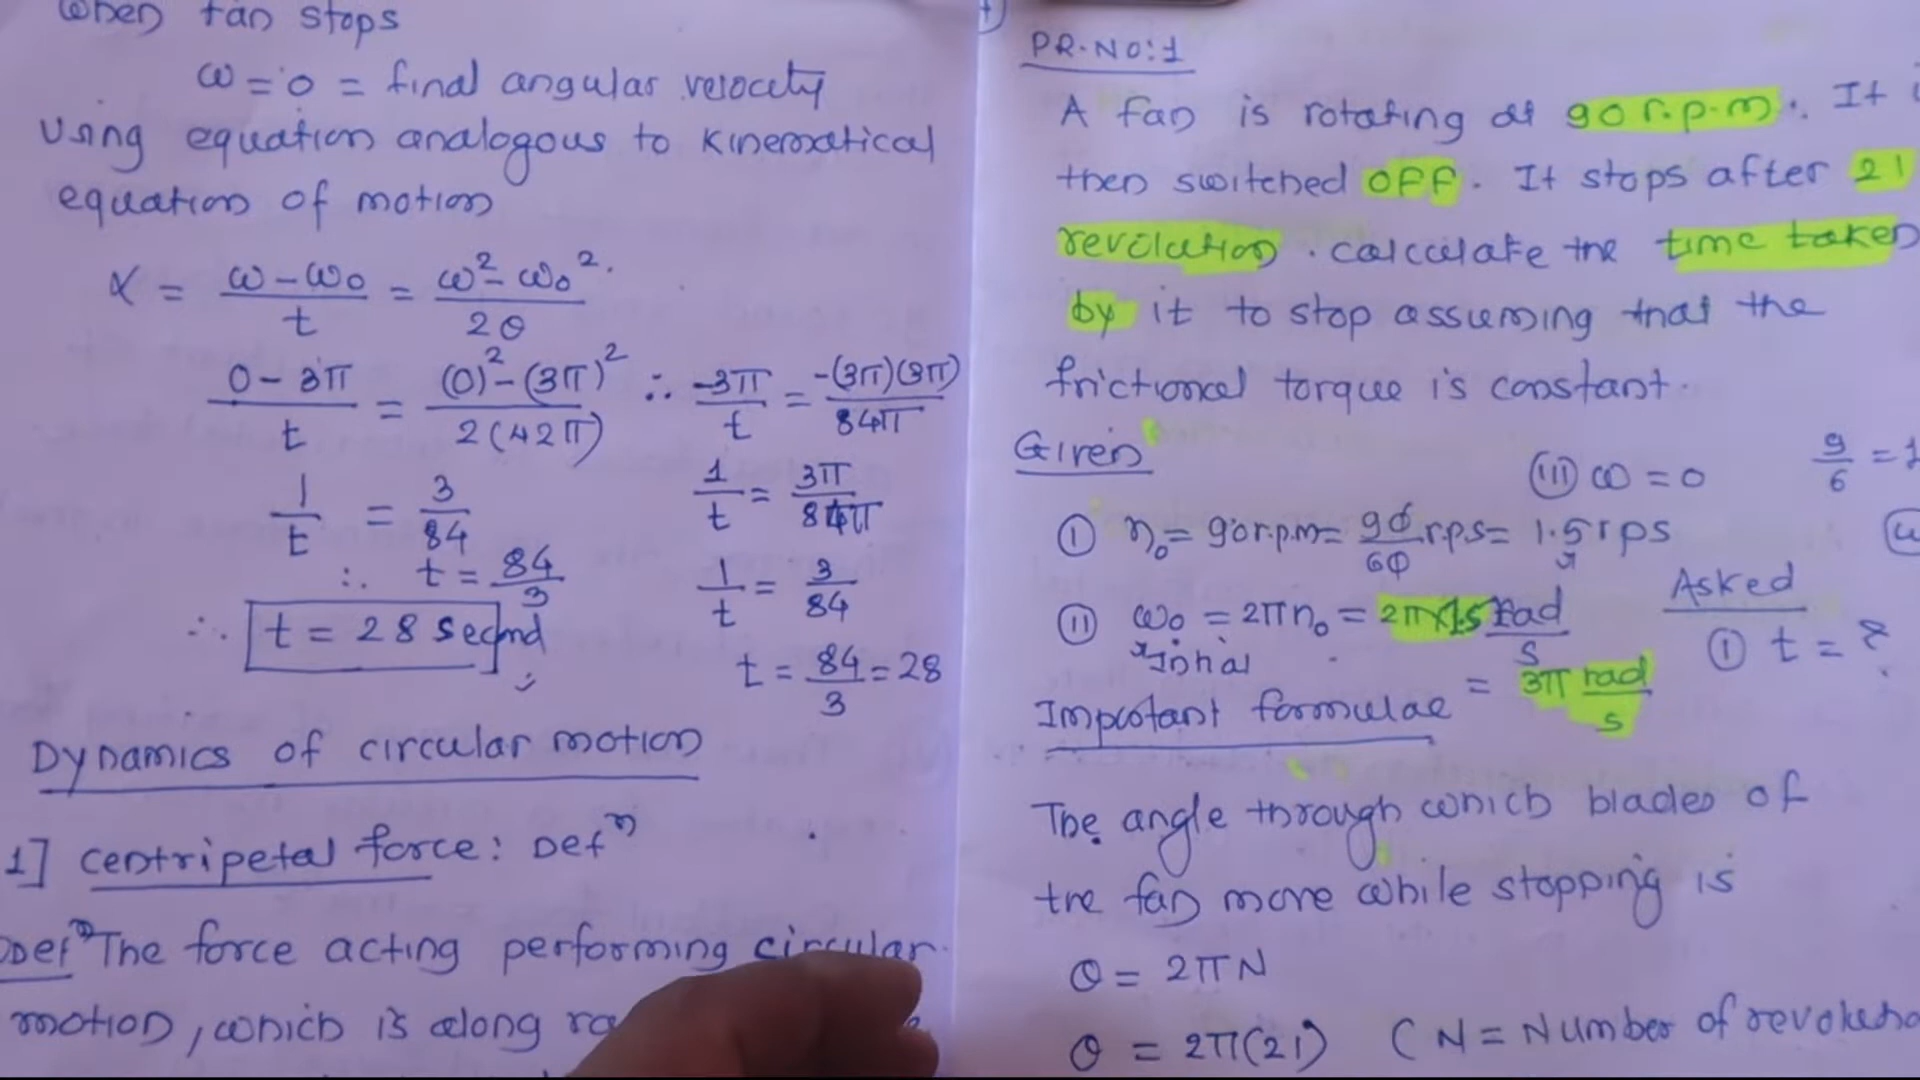 when fan stops
ω = 0 = final angular velocity
Using equation analogous to kinematical
equation of motion
α = ω - ω₀ / t = ω² - ω₀² / 2θ
0 - 3π / t = (0)² - (3π)² / 2(42π) ∴ -3π / t = -(3π)(3π) / 84π
1/t = 3/84
1/t = 3π / 84π
∴ t = 84/3
1/t = 3/84
∴ t = 28 second
t = 84/3 = 28
Dynamics of circular motion
1] centripetal force: Defⁿ
Defⁿ The force acting performing circular
motion, which is along
PR.NO:1
A fan is rotating at 90 r.p.m. It
then switched off. It stops after 21
revolution. calculate the time taken
by it to stop assuming that the
frictional torque is constant.
Given
(III) ω = 0
9/6 = 1
(I) n₀ = 90 r.p.m = 90/60 r.p.s = 1.5 rps
(II) ω₀ = 2πn₀ = 2π×1.5 rad/s
Asked
(I) t = ?
= 3π rad/s
Important formulae
The angle through which blades of
the fan move while stopping is
θ = 2πN
θ = 2π(21) (N = Number of